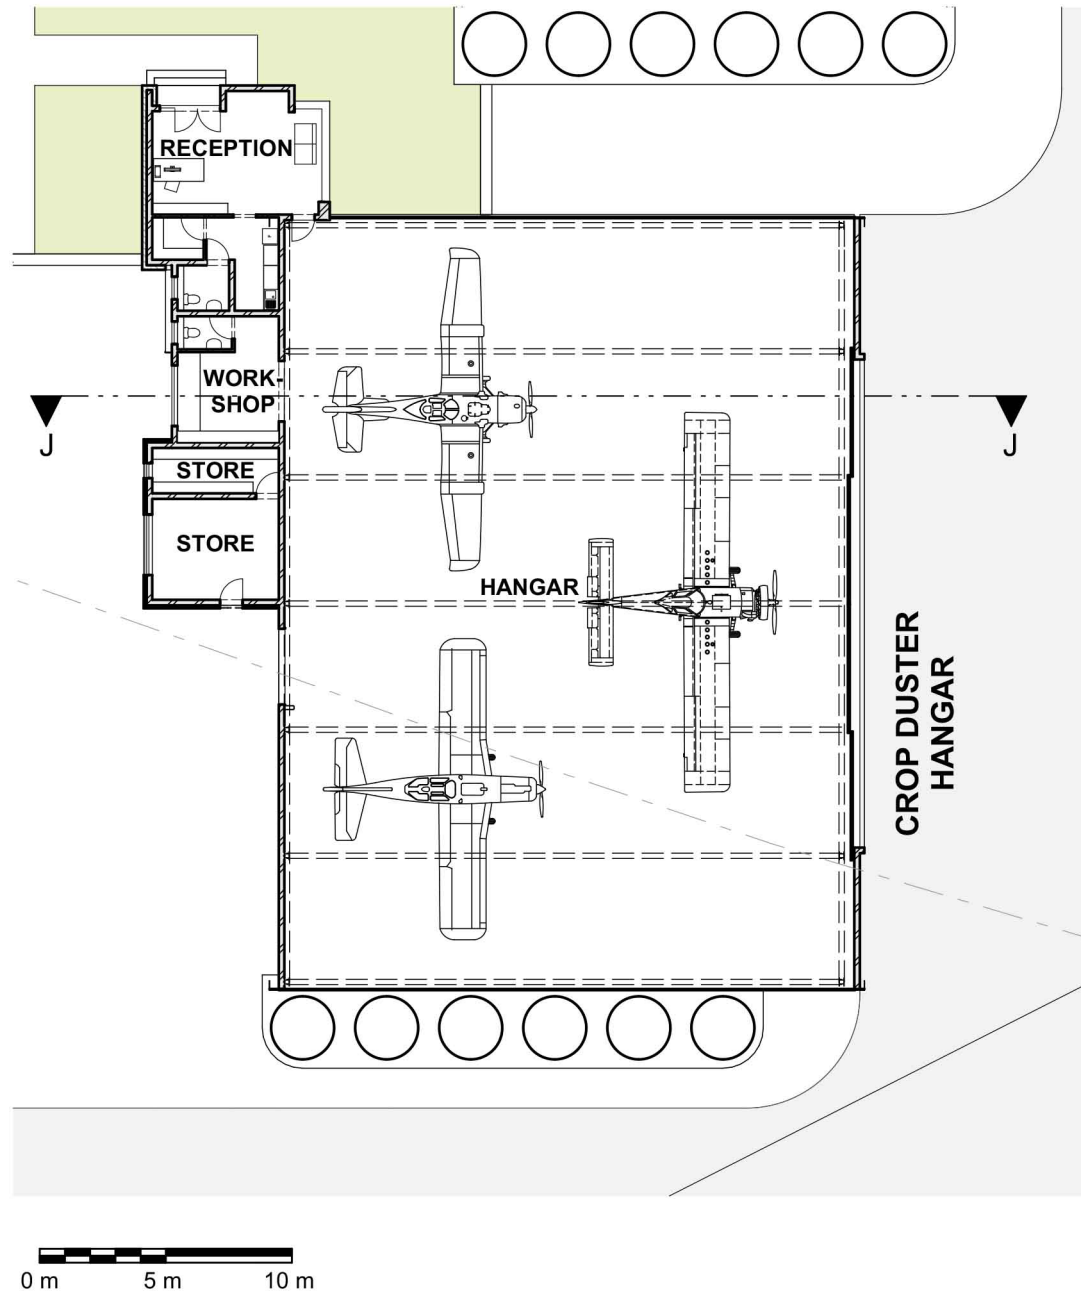 RECEPTION
WORK-
SHOP
J
J
STORE
STORE
HANGAR
CROP DUSTER
HANGAR
0 m
5 m
10 m